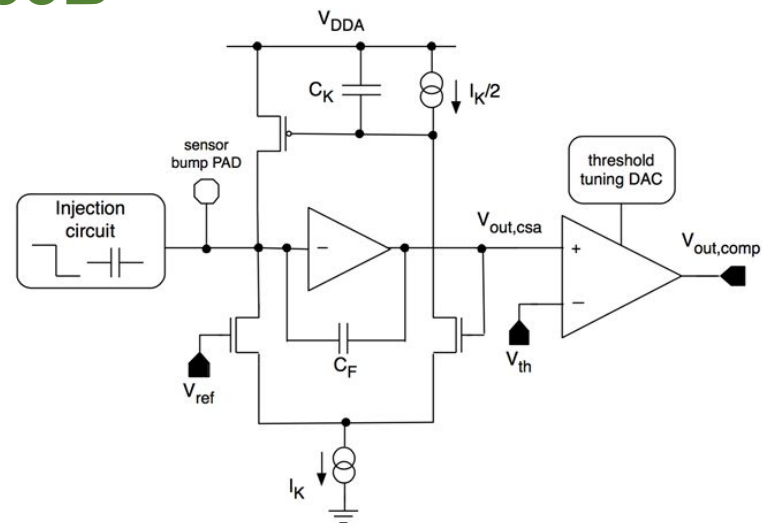 V_DDA
C_K
I_K/2
sensor
bump PAD
threshold
tuning DAC
Injection
circuit
V_out,csa
V_out,comp
−
+
−
C_F
V_ref
V_th
I_K